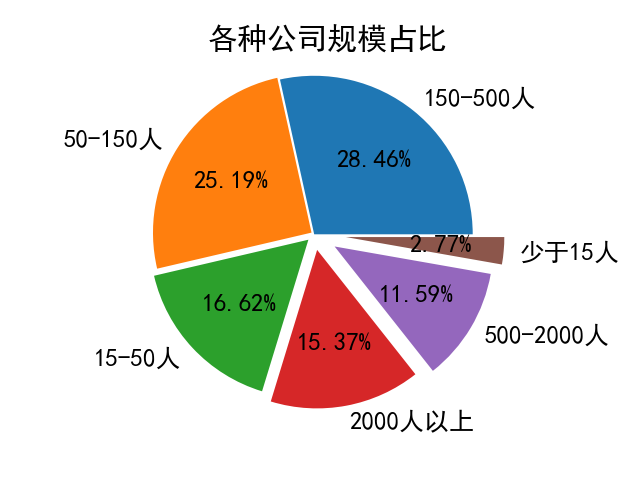 各种公司规模占比
150-500人
28.46%
50-150人
25.19%
15-50人
16.62%
2000人以上
15.37%
500-2000人
11.59%
少于15人
2.77%